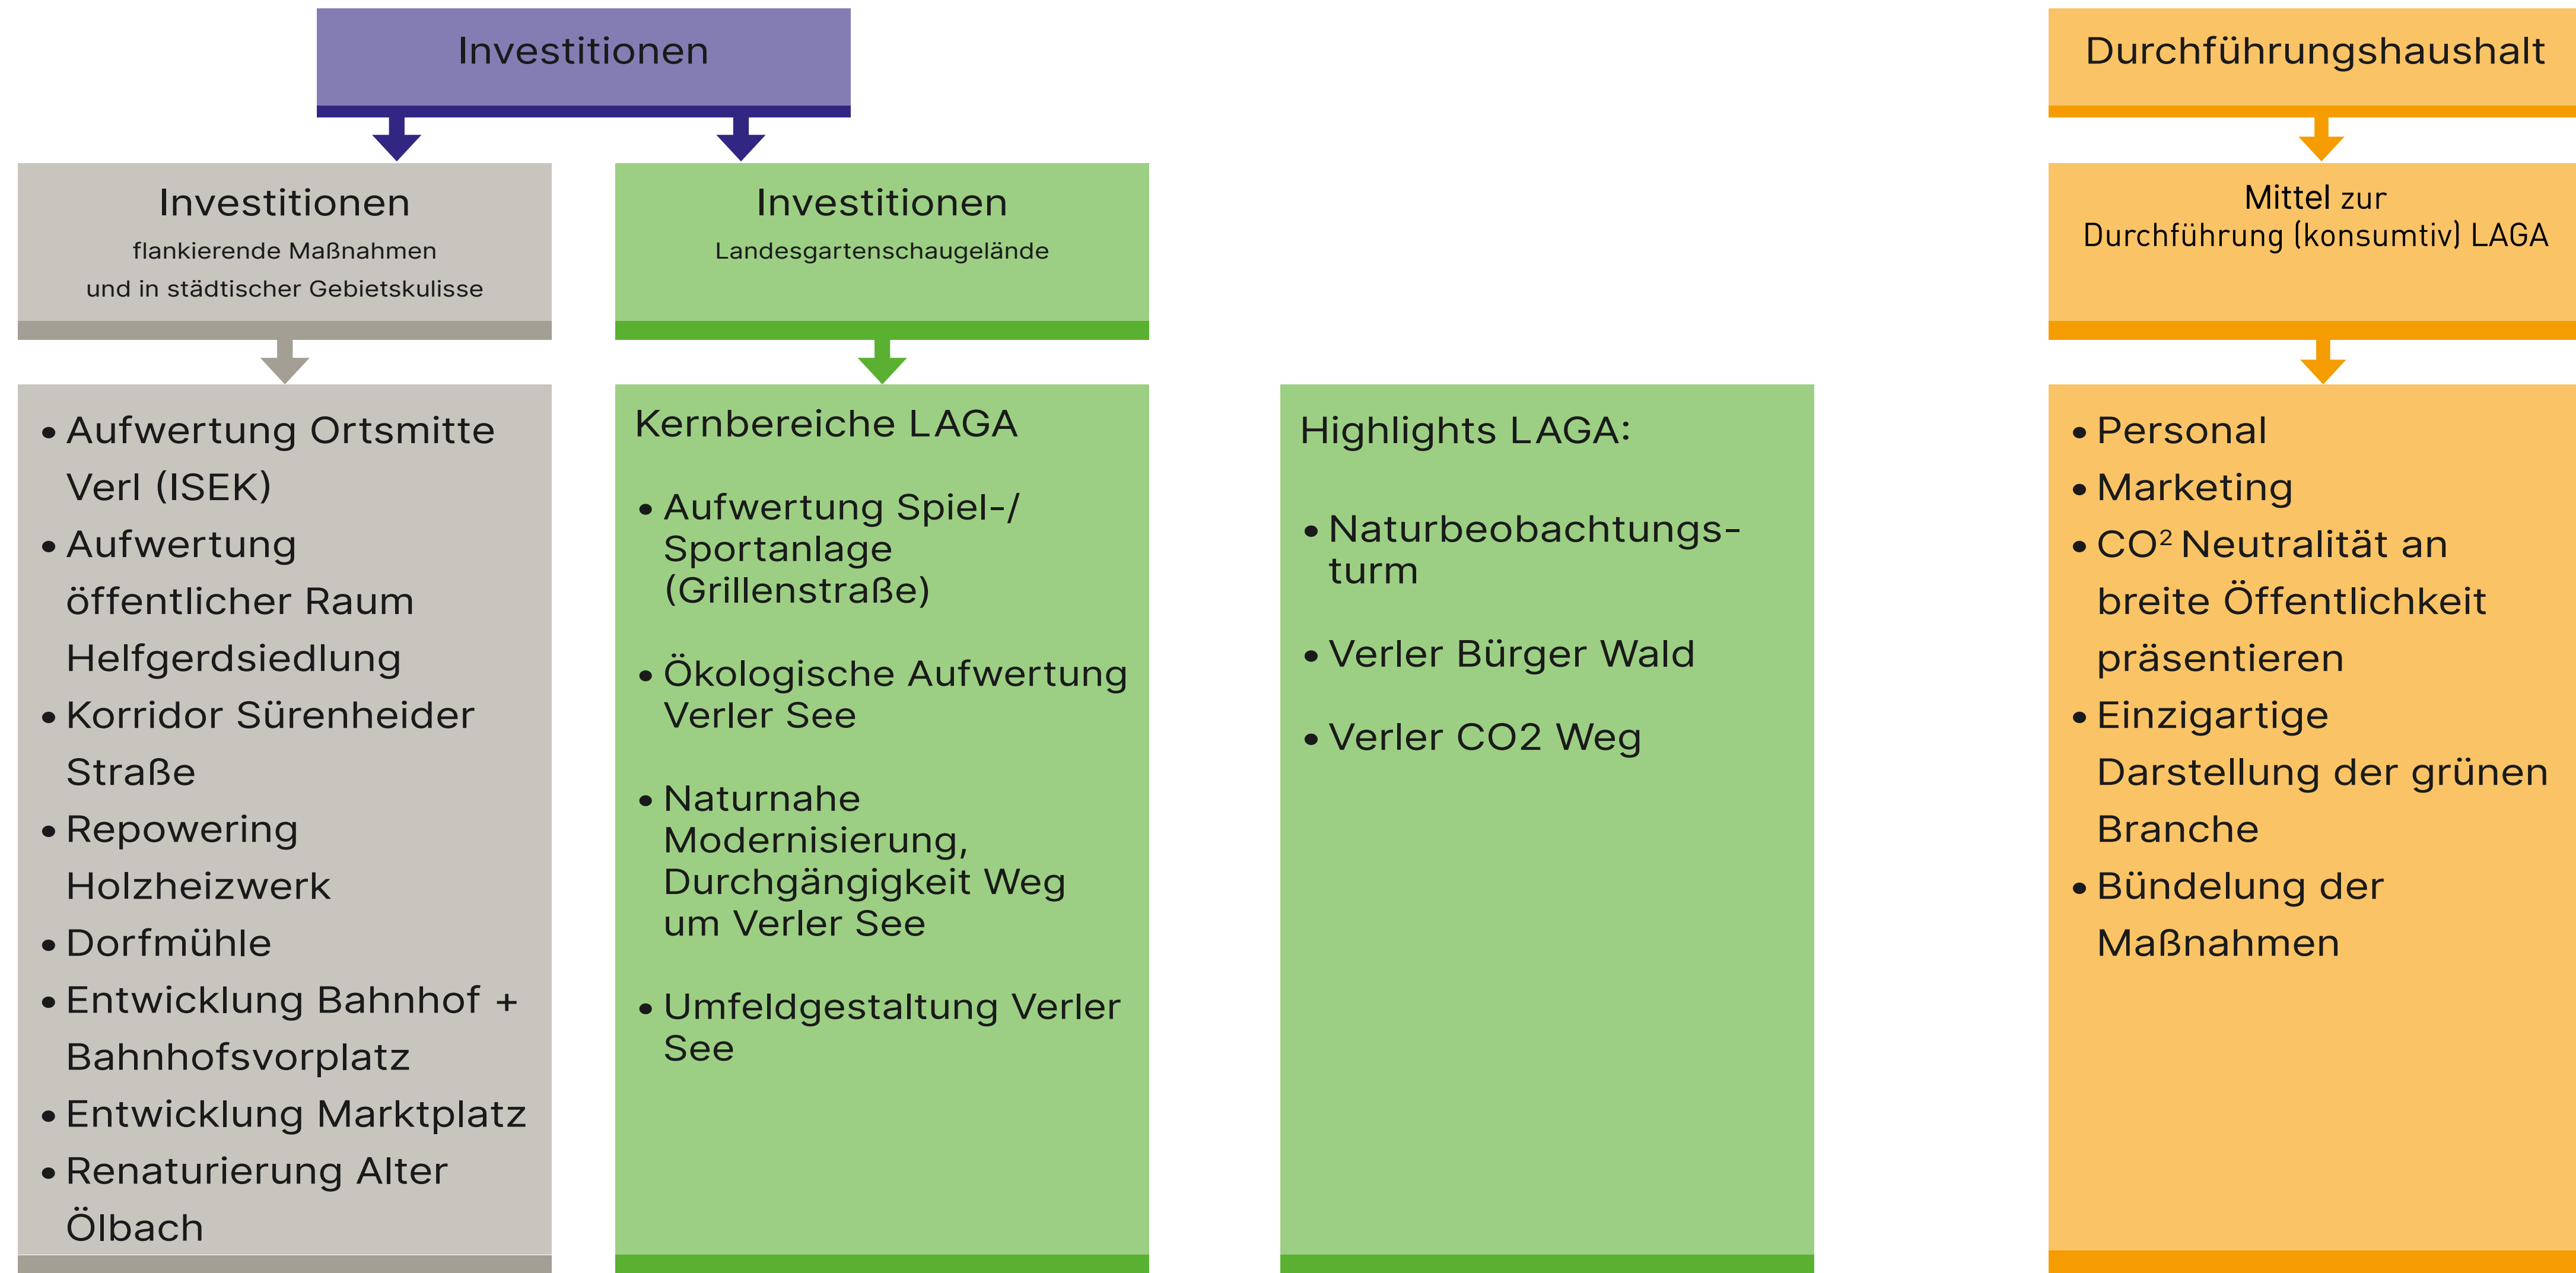 Investitionen
Durchführungshaushalt
Investitionen
flankierende Maßnahmen
und in städtischer Gebietskulisse
Investitionen
Landesgartenschaugelände
Mittel zur
Durchführung (konsumtiv) LAGA
• Aufwertung Ortsmitte
Verl (ISEK)
• Aufwertung
öffentlicher Raum
Helfgerdsiedlung
• Korridor Sürenheider
Straße
• Repowering
Holzheizwerk
• Dorfmühle
• Entwicklung Bahnhof +
Bahnhofsvorplatz
• Entwicklung Marktplatz
• Renaturierung Alter
Ölbach
Kernbereiche LAGA
• Aufwertung Spiel-/
Sportanlage
(Grillenstraße)
• Ökologische Aufwertung
Verler See
• Naturnahe
Modernisierung,
Durchgängigkeit Weg
um Verler See
• Umfeldgestaltung Verler
See
Highlights LAGA:
• Naturbeobachtungs-
turm
• Verler Bürger Wald
• Verler CO2 Weg
• Personal
• Marketing
• CO² Neutralität an
breite Öffentlichkeit
präsentieren
• Einzigartige
Darstellung der grünen
Branche
• Bündelung der
Maßnahmen